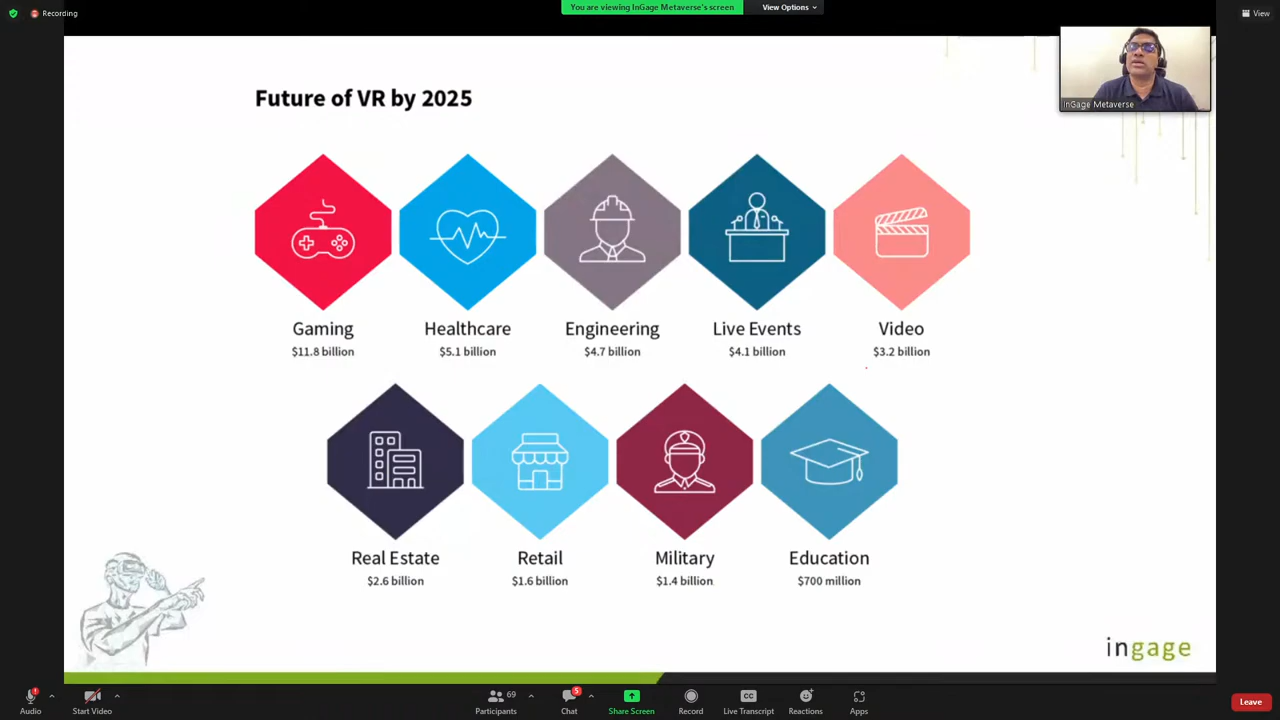 Recording
You are viewing InGage Metaverse's screen
View Options
View
InGage Metaverse
Future of VR by 2025
Gaming
$11.8 billion
Healthcare
$5.1 billion
Engineering
$4.7 billion
Live Events
$4.1 billion
Video
$3.2 billion
Real Estate
$2.6 billion
Retail
$1.6 billion
Military
$1.4 billion
Education
$700 million
ingage
Audio
Start Video
69
Participants
5
Chat
Share Screen
Record
CC
Live Transcript
Reactions
Apps
Leave